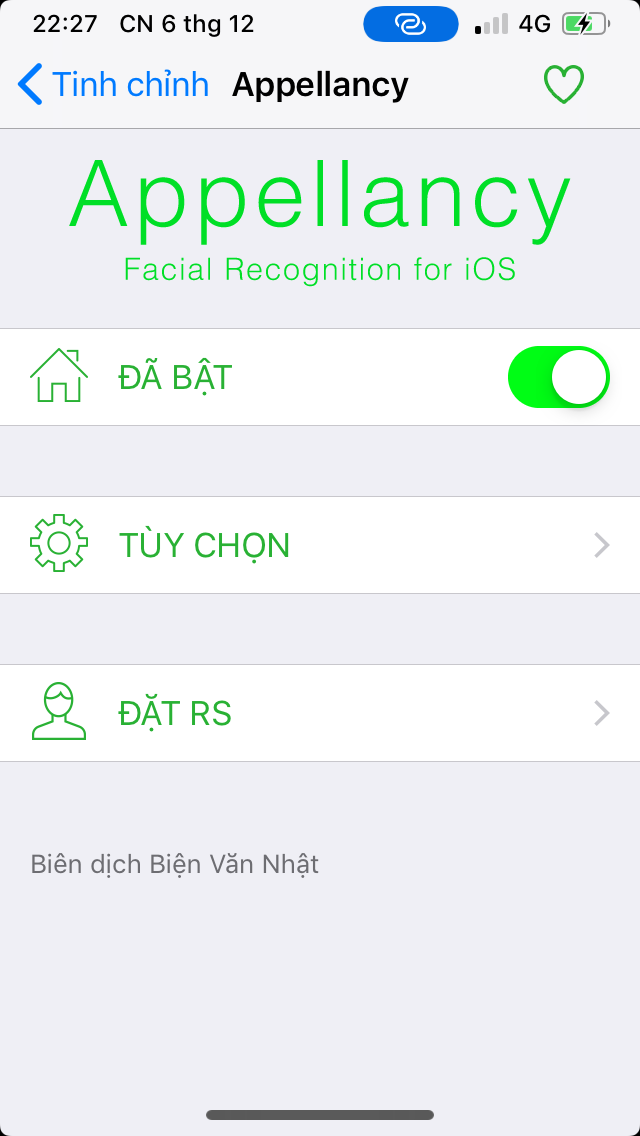 22:27 CN 6 thg 12 4G
Tinh chỉnh Appellancy
Appellancy
Facial Recognition for iOS
ĐÃ BẬT
TÙY CHỌN
ĐẶT RS
Biên dịch Biện Văn Nhật